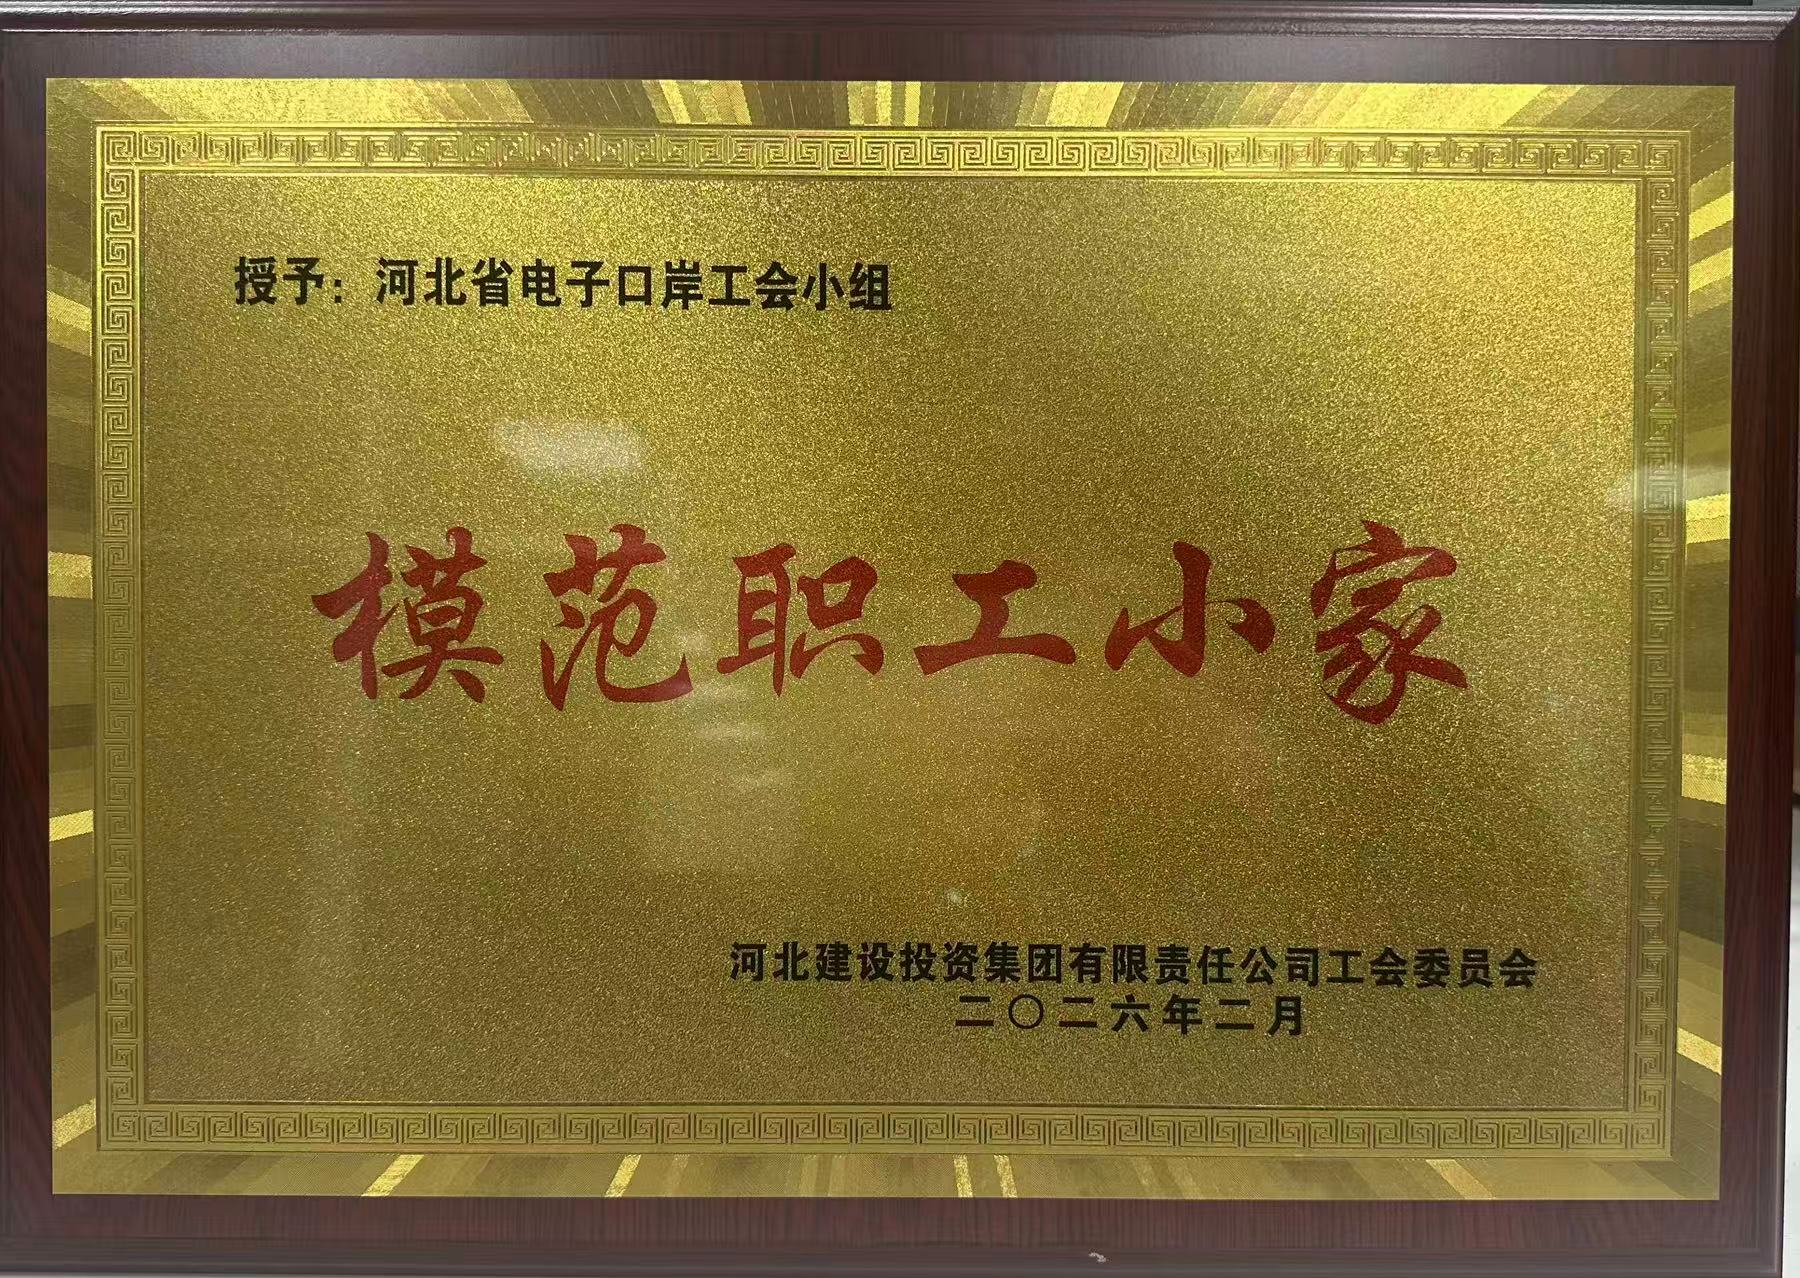 授予：河北省电子口岸工会小组
模范职工小家
河北建设投资集团有限责任公司工会委员会
二〇二六年二月